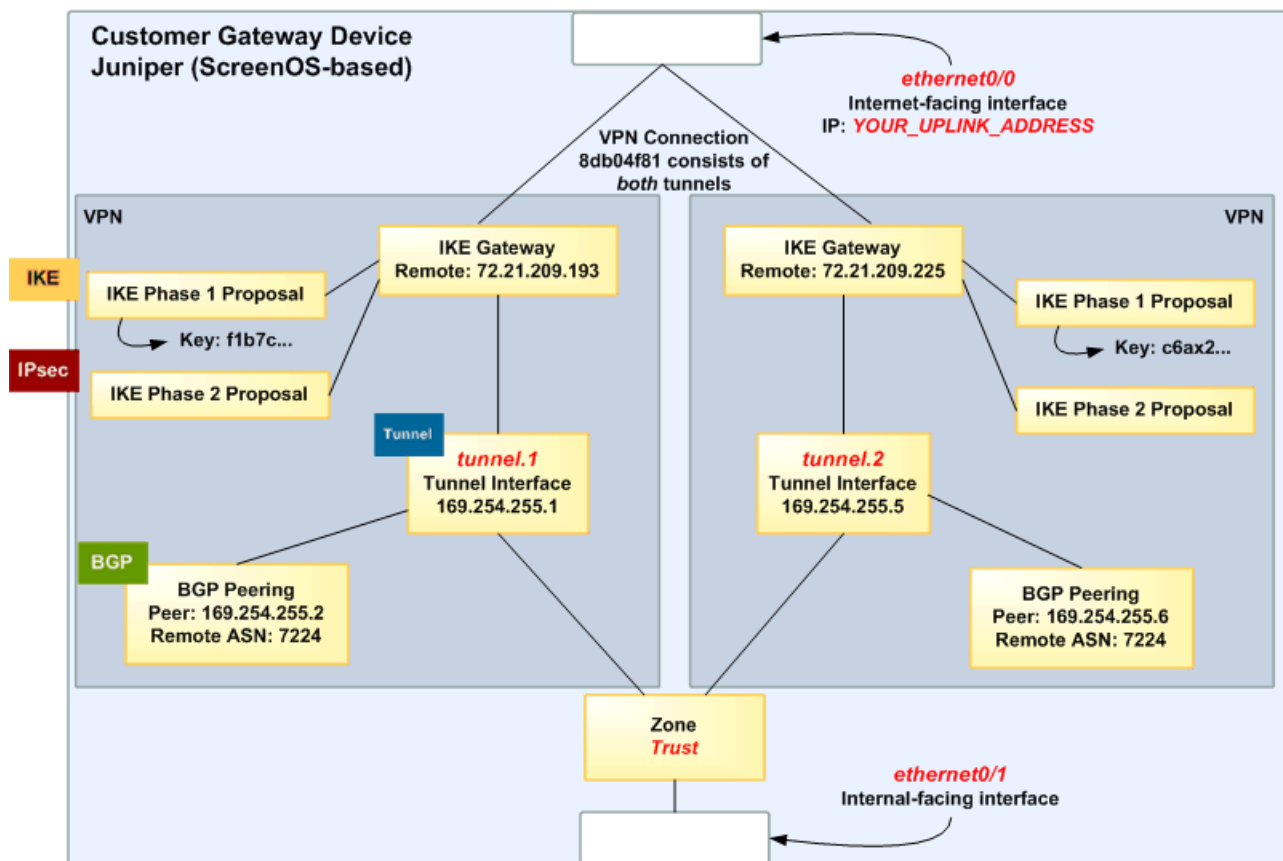 Customer Gateway Device
Juniper (ScreenOS-based)
ethernet0/0
Internet-facing interface
IP: YOUR_UPLINK_ADDRESS
VPN Connection
8db04f81 consists of
both tunnels
VPN
VPN
IKE Gateway
Remote: 72.21.209.193
IKE Gateway
Remote: 72.21.209.225
IKE
IKE Phase 1 Proposal
Key: f1b7c...
IKE Phase 1 Proposal
Key: c6ax2...
IPsec
IKE Phase 2 Proposal
IKE Phase 2 Proposal
Tunnel
tunnel.1
Tunnel Interface
169.254.255.1
tunnel.2
Tunnel Interface
169.254.255.5
BGP
BGP Peering
Peer: 169.254.255.2
Remote ASN: 7224
BGP Peering
Peer: 169.254.255.6
Remote ASN: 7224
Zone
Trust
ethernet0/1
Internal-facing interface